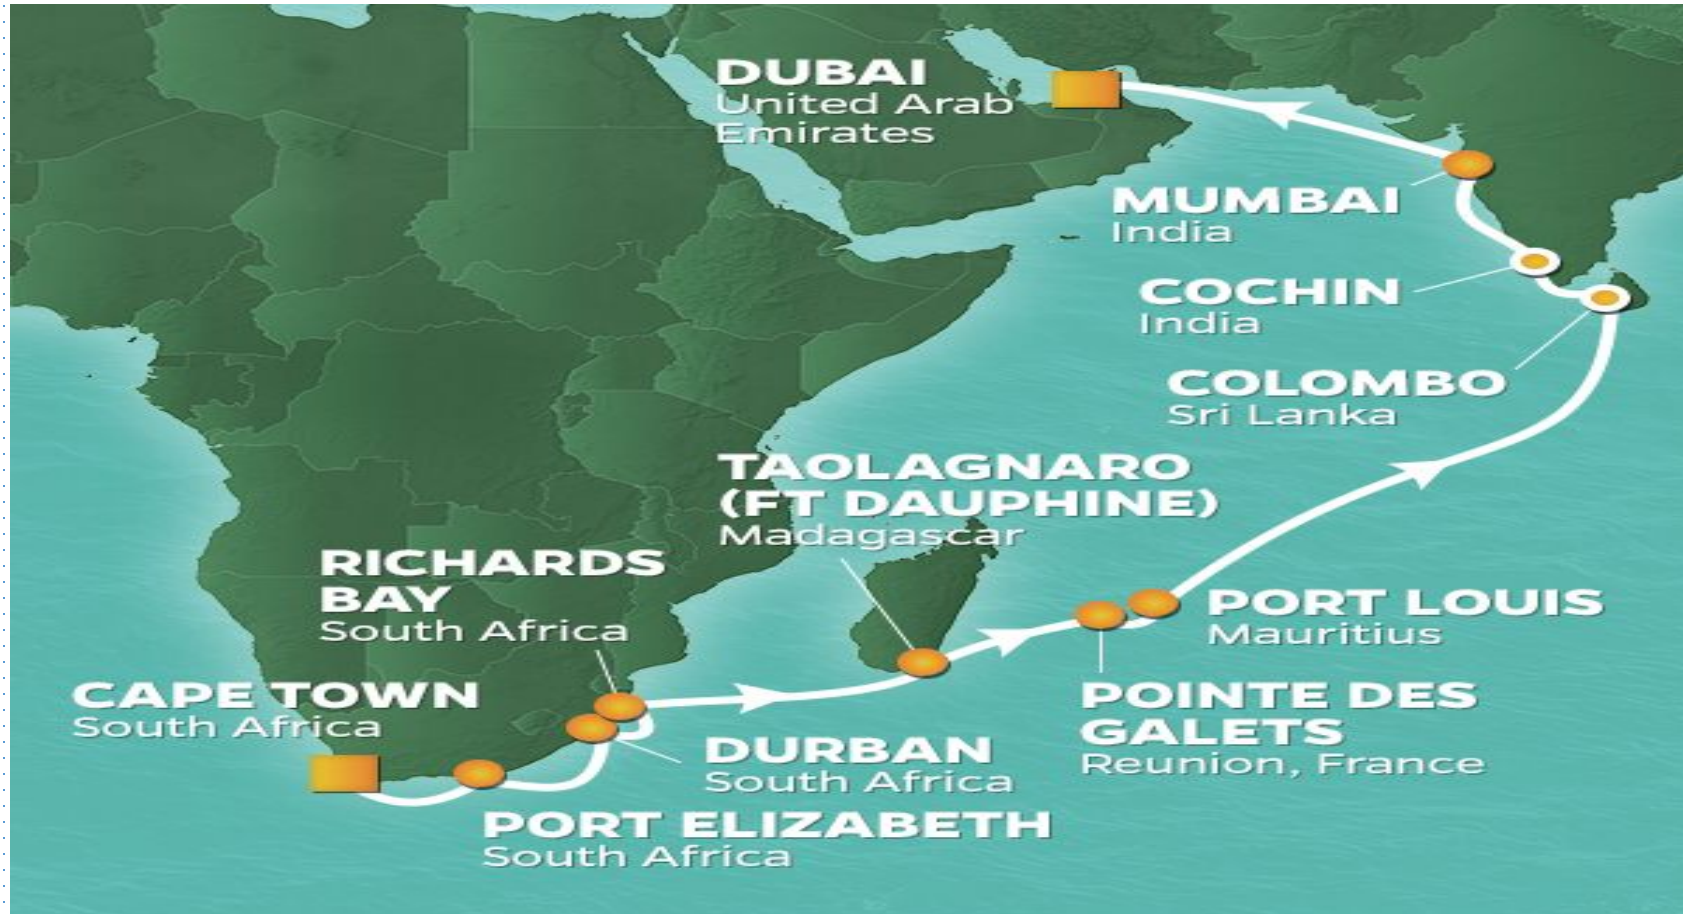 DUBAI
United Arab
Emirates
MUMBAI
India
COCHIN
India
COLOMBO
Sri Lanka
TAOLAGNARO
(FT DAUPHINE)
Madagascar
RICHARDS
BAY
South Africa
PORT LOUIS
Mauritius
CAPE TOWN
South Africa
POINTE DES
GALETS
Reunion, France
DURBAN
South Africa
PORT ELIZABETH
South Africa